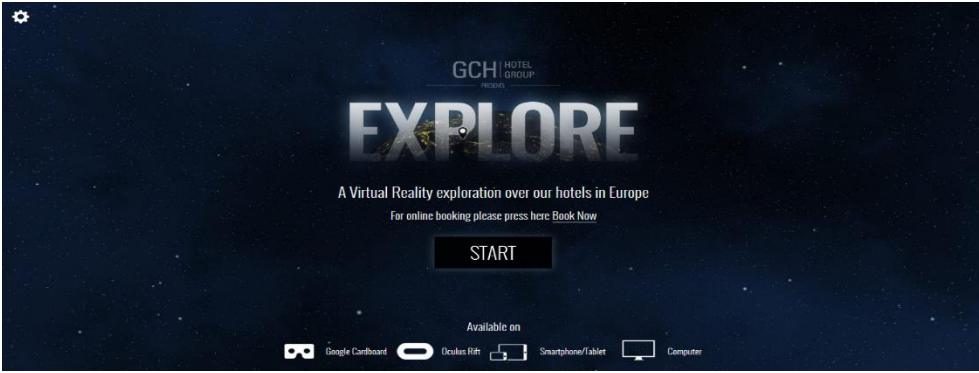 GCH HOTEL GROUP
PRESENTS
EXPLORE
A Virtual Reality exploration over our hotels in Europe
For online booking please press here Book Now
START
Available on
Google Cardboard Oculus Rift Smartphone/Tablet Computer